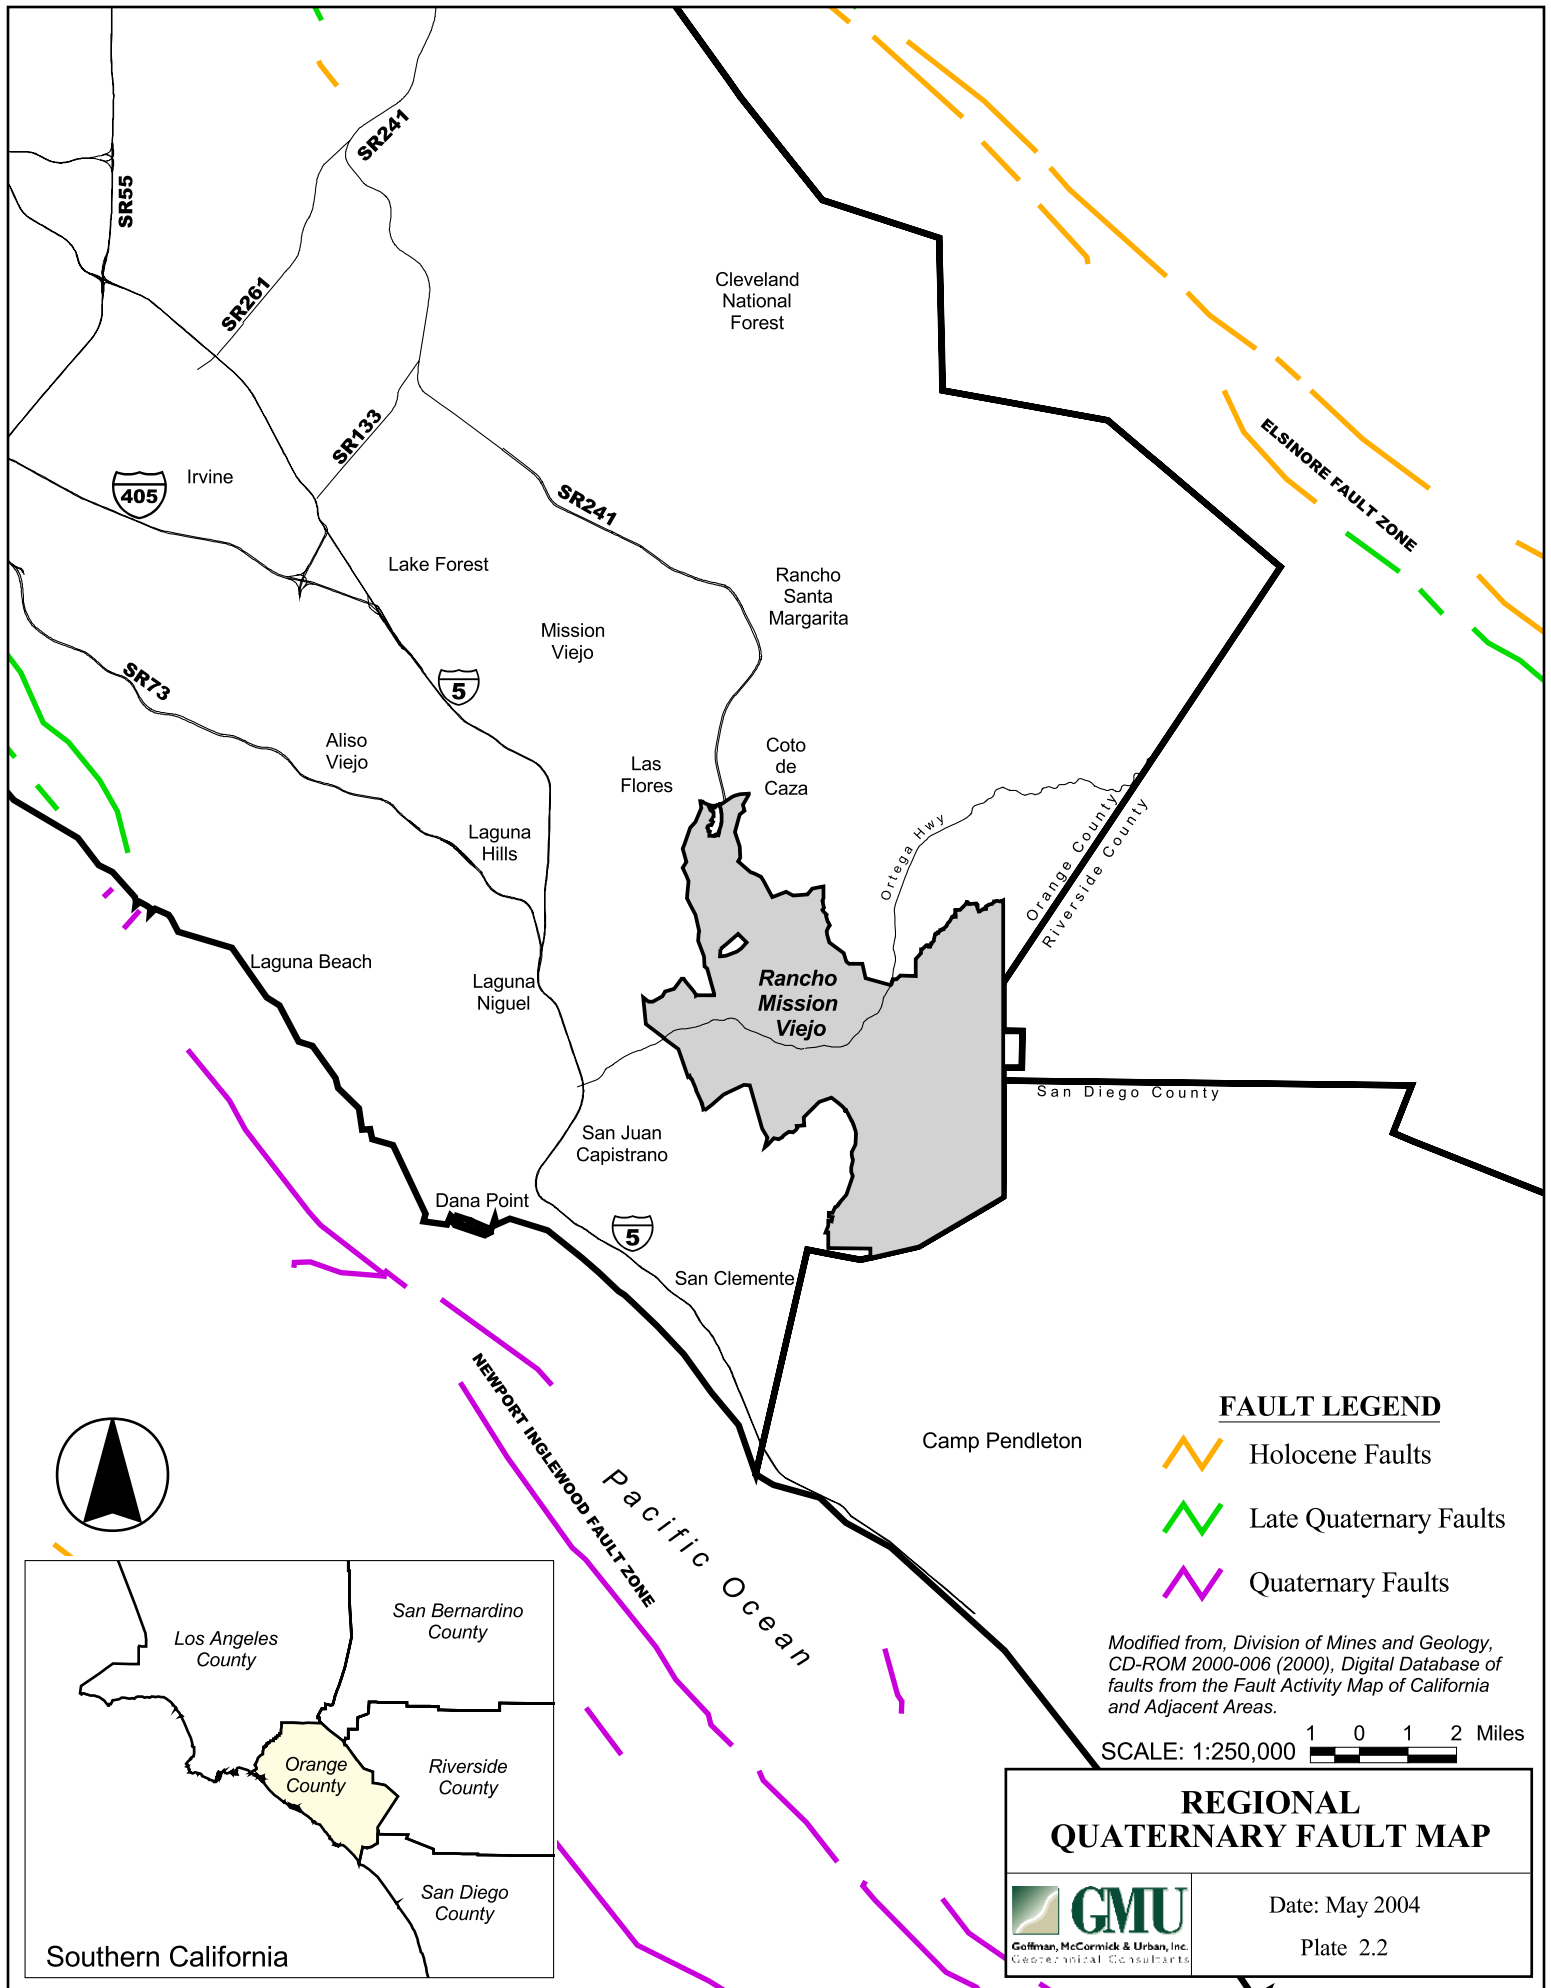 SR241
SR55
SR261
Cleveland
National
Forest
SR133
405
Irvine
SR241
ELSINORE FAULT ZONE
Lake Forest
Rancho
Santa
Margarita
Mission
Viejo
SR73
5
Aliso
Viejo
Las
Flores
Coto
de
Caza
Laguna
Hills
Ortega Hwy
Orange County
Riverside County
Laguna Beach
Laguna
Niguel
Rancho
Mission
Viejo
San Diego County
San Juan
Capistrano
Dana Point
5
San Clemente
NEWPORT INGLEWOOD FAULT ZONE
Pacific Ocean
Camp Pendleton
FAULT LEGEND
Holocene Faults
Late Quaternary Faults
Quaternary Faults
Modified from, Division of Mines and Geology,
CD-ROM 2000-006 (2000), Digital Database of
faults from the Fault Activity Map of California
and Adjacent Areas.
1 0 1 2 Miles
SCALE: 1:250,000
Los Angeles
County
San Bernardino
County
Orange
County
Riverside
County
San Diego
County
Southern California
REGIONAL
QUATERNARY FAULT MAP
GMU
Goffman, McCormick & Urban, Inc.
Geotechnical Consultants
Date: May 2004
Plate 2.2